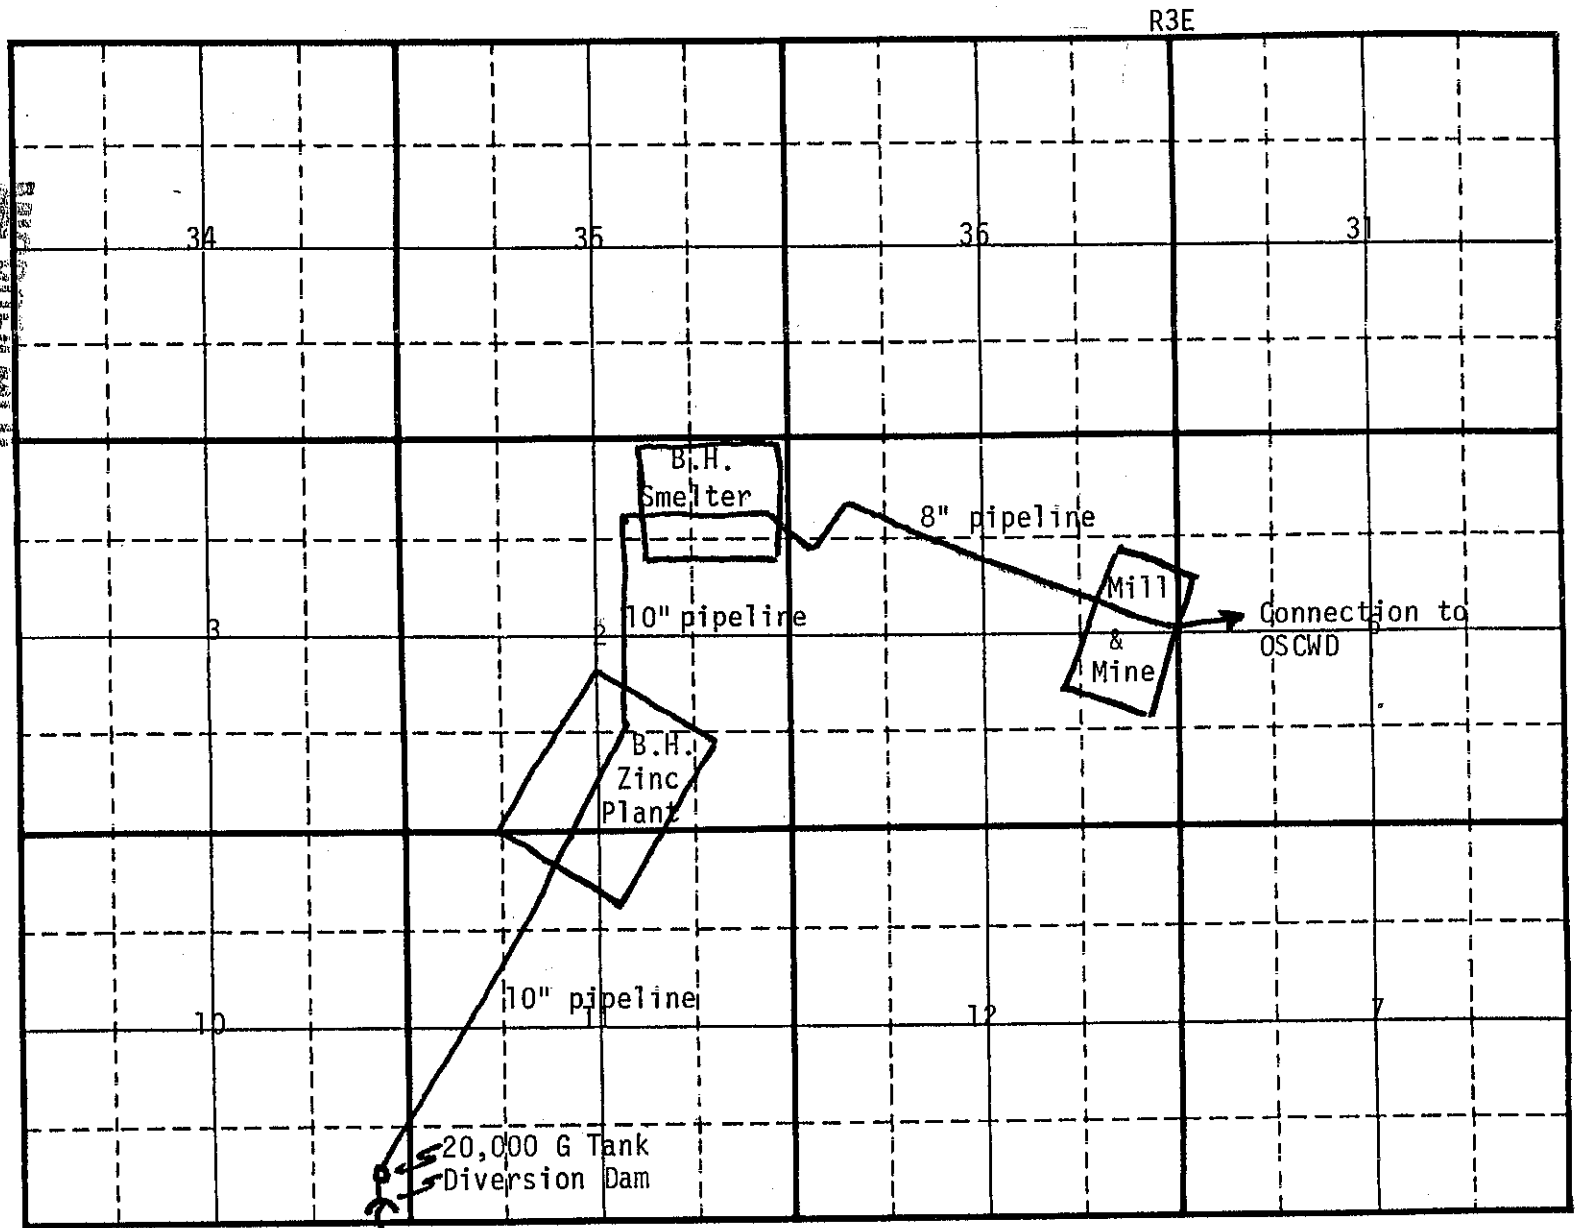 R3E
34
35
36
31
B.H.
Smelter
8" pipeline
Mill
&
Mine
Connection to
OSCWD
10" pipeline
3
2
B.H.
Zinc
Plant
10" pipeline
10
11
12
7
20,000 G Tank
Diversion Dam